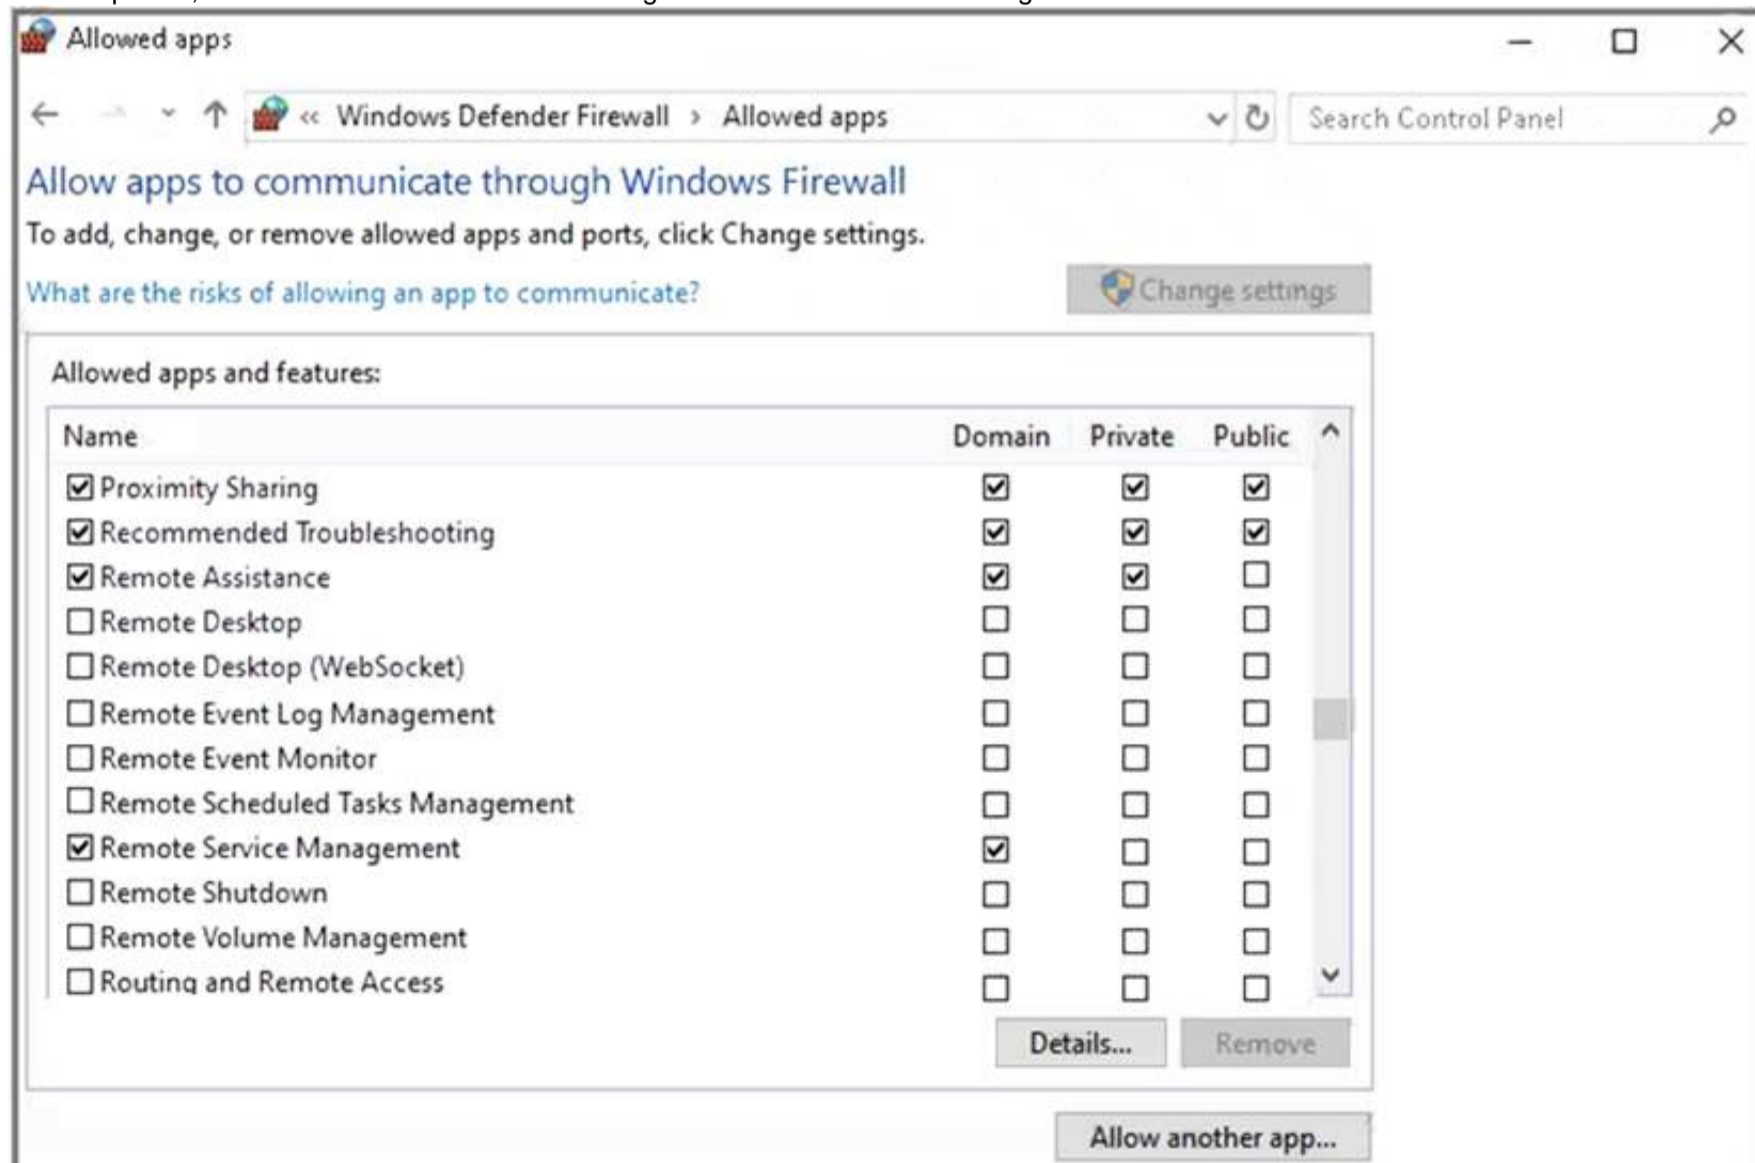 Allowed apps
« Windows Defender Firewall › Allowed apps
Search Control Panel
Allow apps to communicate through Windows Firewall
To add, change, or remove allowed apps and ports, click Change settings.
What are the risks of allowing an app to communicate?
Change settings
Allowed apps and features:
Name Domain Private Public
Proximity Sharing
Recommended Troubleshooting
Remote Assistance
Remote Desktop
Remote Desktop (WebSocket)
Remote Event Log Management
Remote Event Monitor
Remote Scheduled Tasks Management
Remote Service Management
Remote Shutdown
Remote Volume Management
Routing and Remote Access
Details... Remove
Allow another app...